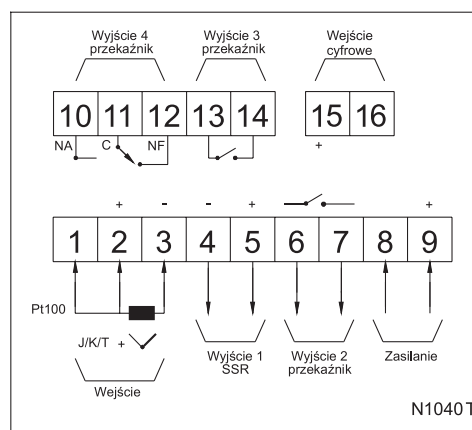 Wyjście 4 Wyjście 3 Wejście
przekaźnik przekaźnik cyfrowe
10 11 12 13 14 15 16
NA C NF +
+ - - + +
1 2 3 4 5 6 7 8 9
Pt100
J/K/T +
Wyjście 1 Wyjście 2 Zasilanie
SSR przekaźnik
Wejście
N1040T